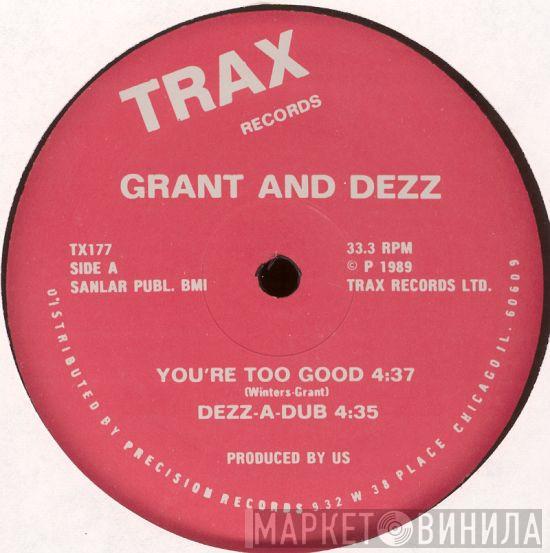 TRAX
RECORDS
GRANT AND DEZZ
TX177
SIDE A
SANLAR PUBL. BMI
33.3 RPM
© P 1989
TRAX RECORDS LTD.
YOU'RE TOO GOOD 4:37
(Winters-Grant)
DEZZ-A-DUB 4:35
PRODUCED BY US
D'ISTRIBUTED BY PRECISION RECORDS 932 W 38 PLACE CHICAGO IL. 60609
МАРКЕТ ВИНИЛА